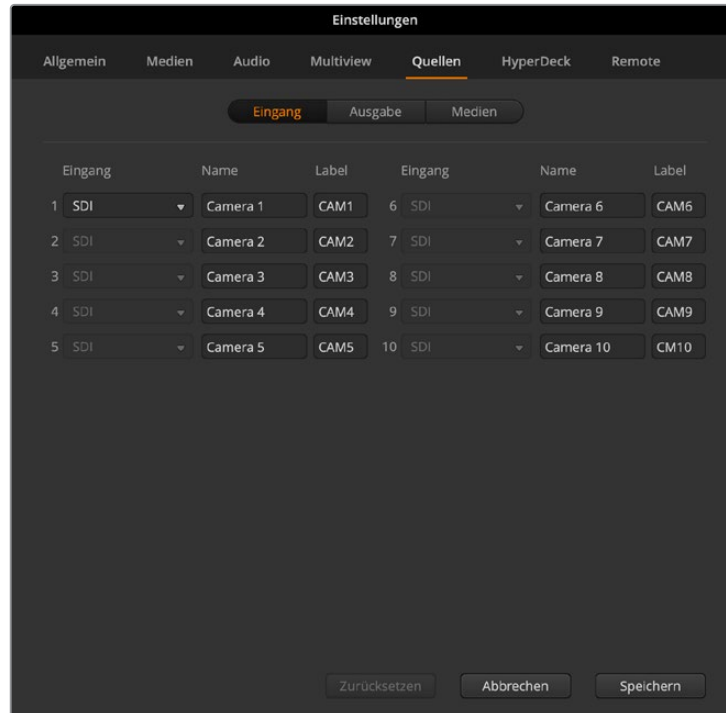 Einstellungen
Allgemein Medien Audio Multiview Quellen HyperDeck Remote
Eingang Ausgabe Medien
Eingang Name Label Eingang Name Label
1 SDI Camera 1 CAM1 6 SDI Camera 6 CAM6
2 SDI Camera 2 CAM2 7 SDI Camera 7 CAM7
3 SDI Camera 3 CAM3 8 SDI Camera 8 CAM8
4 SDI Camera 4 CAM4 9 SDI Camera 9 CAM9
5 SDI Camera 5 CAM5 10 SDI Camera 10 CM10
Zurücksetzen Abbrechen Speichern